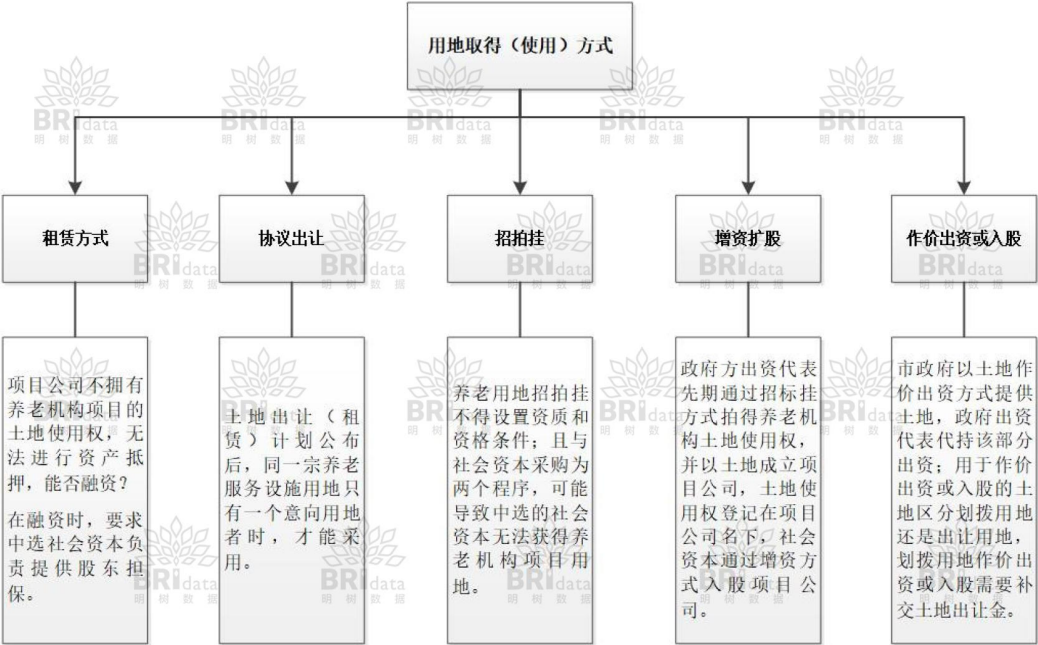 用地取得（使用）方式
租赁方式
协议出让
招拍挂
增资扩股
作价出资或入股
项目公司不拥有
养老机构项目的
土地使用权，无
法进行资产抵
押，能否融资？
在融资时，要求
中选社会资本负
责提供股东担
保。
土地出让（租
赁）计划公布
后，同一宗养老
服务设施用地只
有一个意向用地
者时，才能采
用。
养老用地招拍挂
不得设置资质和
资格条件；且与
社会资本采购为
两个程序，可能
导致中选的社会
资本无法获得养
老机构项目用
地。
政府方出资代表
先期通过招标挂
方式拍得养老机
构土地使用权，
并以土地成立项
目公司，土地使
用权登记在项目
公司名下，社会
资本通过增资方
式入股项目公
司。
市政府以土地作
价出资方式提供
土地，政府出资
代表代持该部分
出资；用于作价
出资或入股的土
地区分划拨用地
还是出让用地，
划拨用地作价出
资或入股需要补
交土地出让金。
BRIdata
明树数据